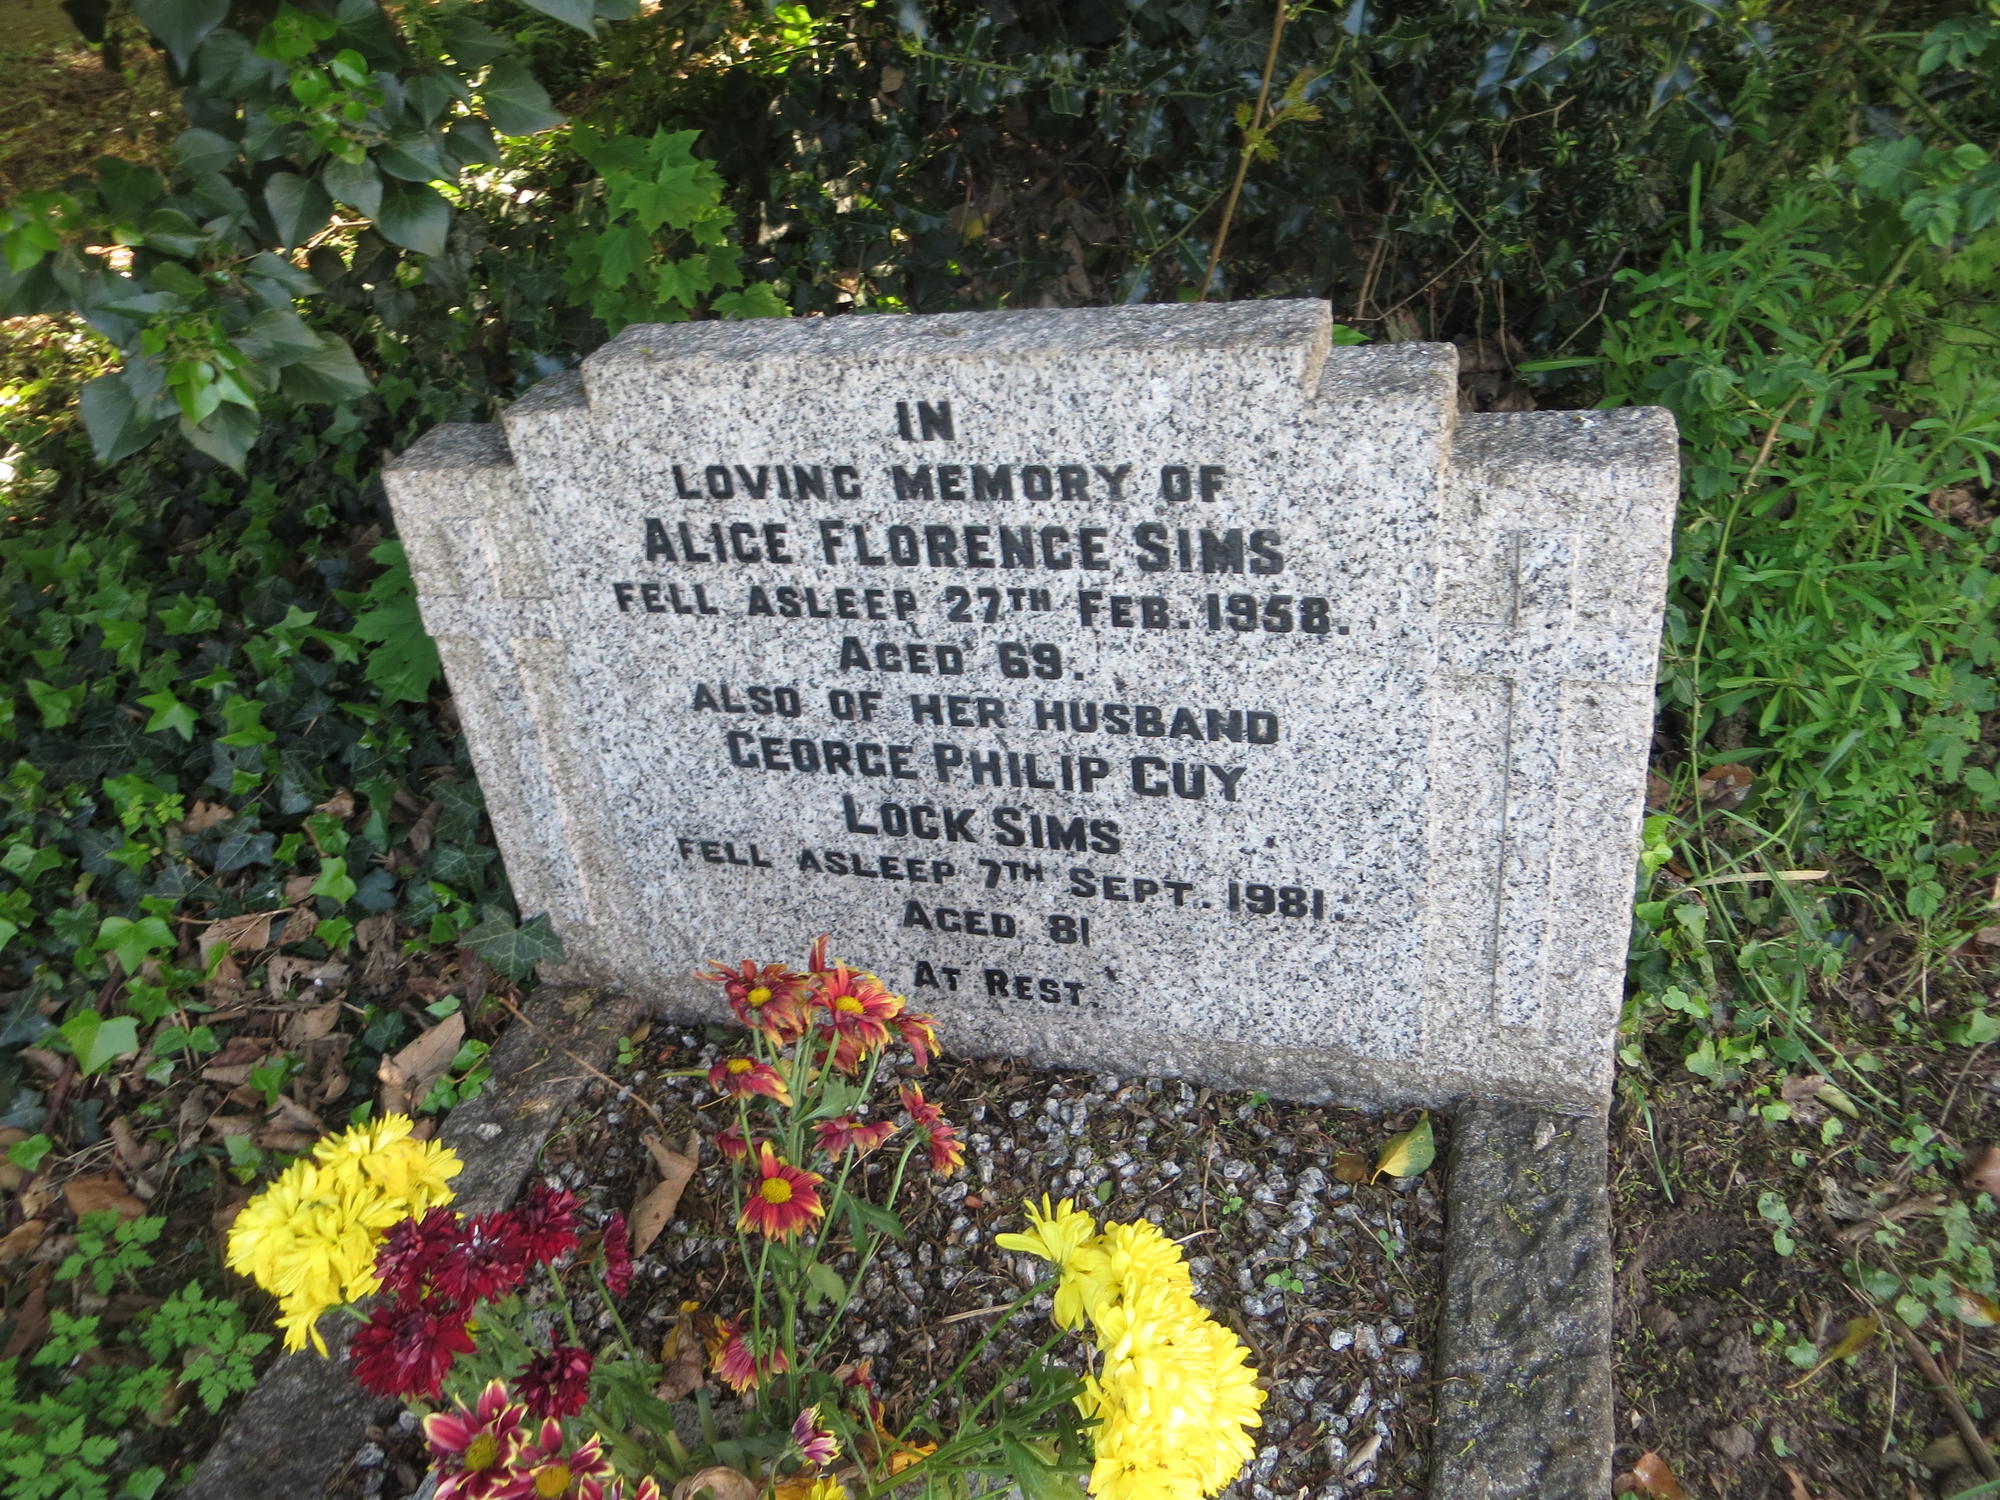 IN
LOVING MEMORY OF
ALICE FLORENCE SIMS
FELL ASLEEP 27TH FEB. 1958.
AGED 69.
ALSO OF HER HUSBAND
GEORGE PHILIP GUY
LOCK SIMS
FELL ASLEEP 7TH SEPT. 1981.
AGED 81
AT REST.